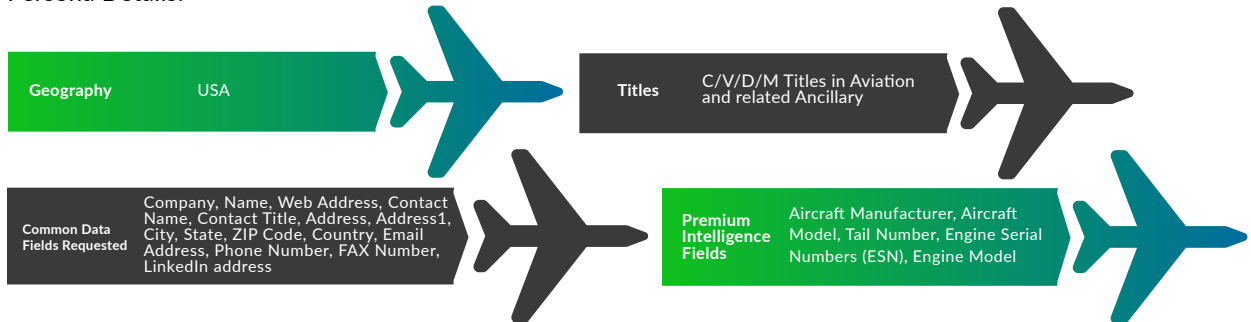 Persona Details:
Geography
USA
Titles
C/V/D/M Titles in Aviation
and related Ancillary
Common Data
Fields Requested
Company, Name, Web Address, Contact
Name, Contact Title, Address, Address1,
City, State, ZIP Code, Country, Email
Address, Phone Number, FAX Number,
LinkedIn address
Premium
Intelligence
Fields
Aircraft Manufacturer, Aircraft
Model, Tail Number, Engine Serial
Numbers (ESN), Engine Model